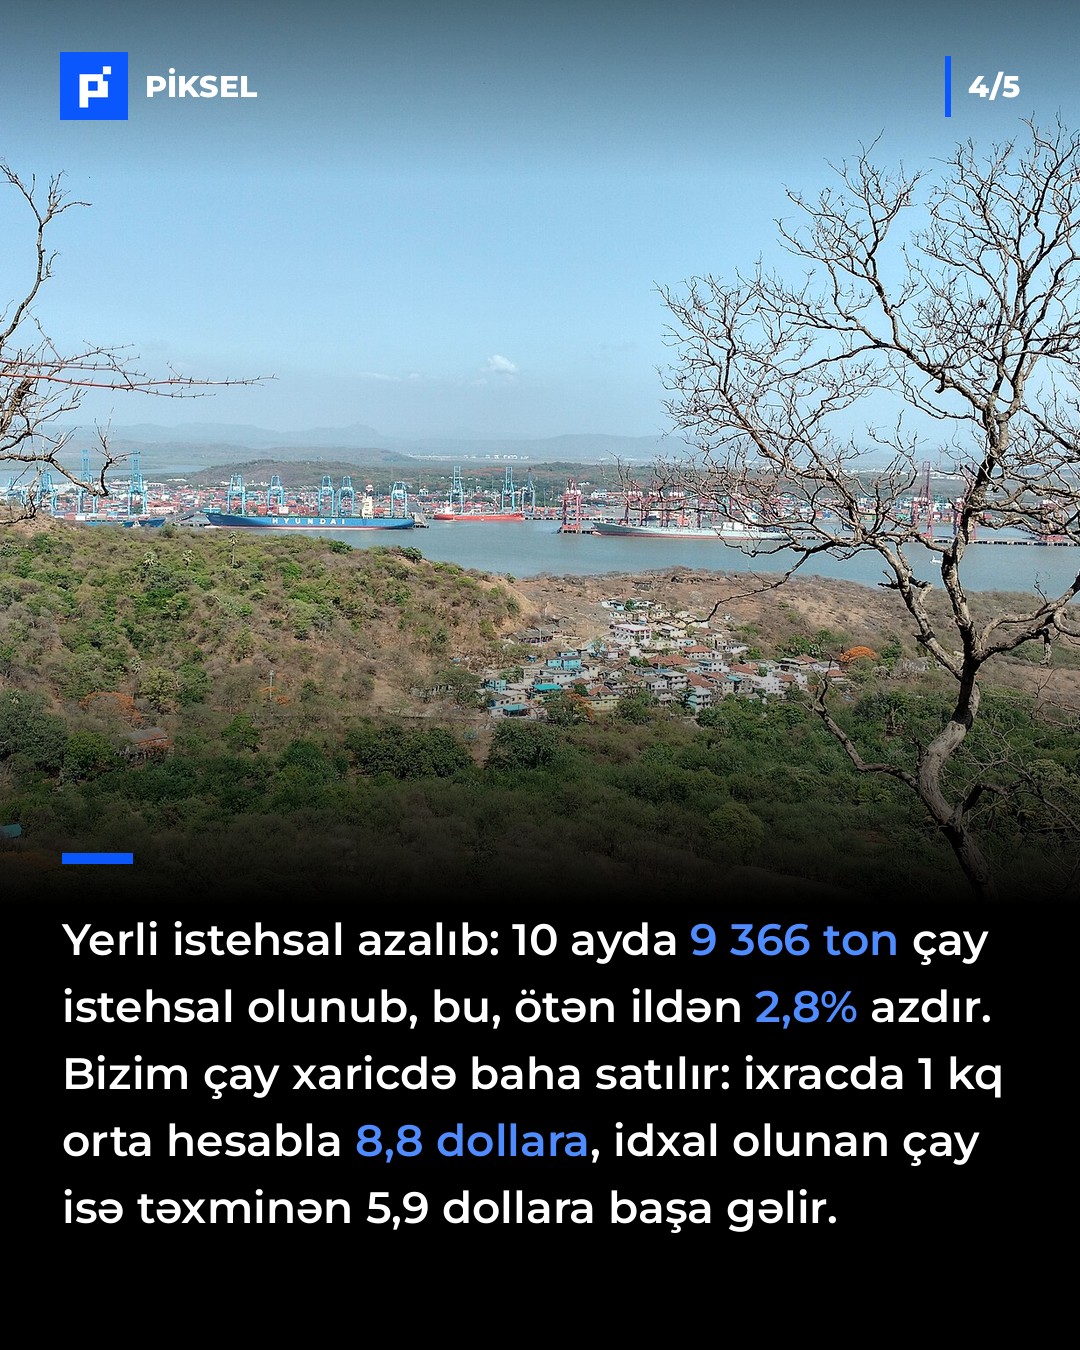 PİKSEL
4/5
HYUNDAI
Yerli istehsal azalıb: 10 ayda 9 366 ton çay
istehsal olunub, bu, ötən ildən 2,8% azdır.
Bizim çay xaricdə baha satılır: ixracda 1 kq
orta hesabla 8,8 dollara, idxal olunan çay
isə təxminən 5,9 dollara başa gəlir.